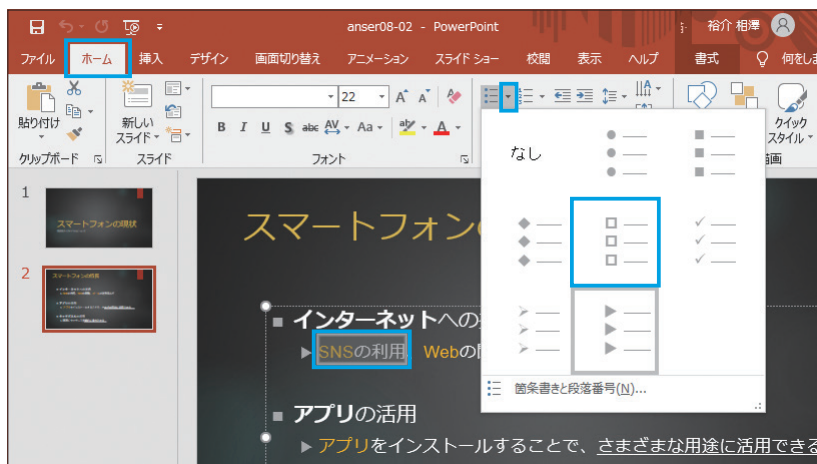 anser08-02 - PowerPoint
裕介 相澤
ファイル ホーム 挿入 デザイン 画面切り替え アニメーション スライド ショー 校閲 表示 ヘルプ 書式 何をしま
22
貼り付け
新しい
スライド
B I U S abc AV Aa A
クイック
スタイル
クリップボード スライド フォント 描画
なし
1
スマートフォンの現状
2
スマートフォンの
インターネットへの
SNSの利用 Webの
アプリの活用
アプリをインストールすることで、さまざまな用途に活用できる
箇条書きと段落番号(N)...